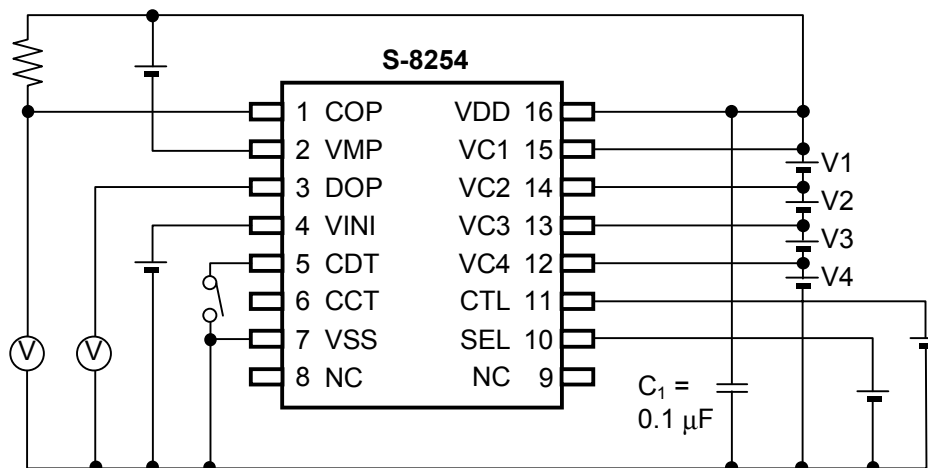 S-8254
1 COP VDD 16
2 VMP VC1 15
3 DOP VC2 14
4 VINI VC3 13
5 CDT VC4 12
6 CCT CTL 11
7 VSS SEL 10
8 NC NC 9
V1
V2
V3
V4
V
V
C₁ =
0.1 μF